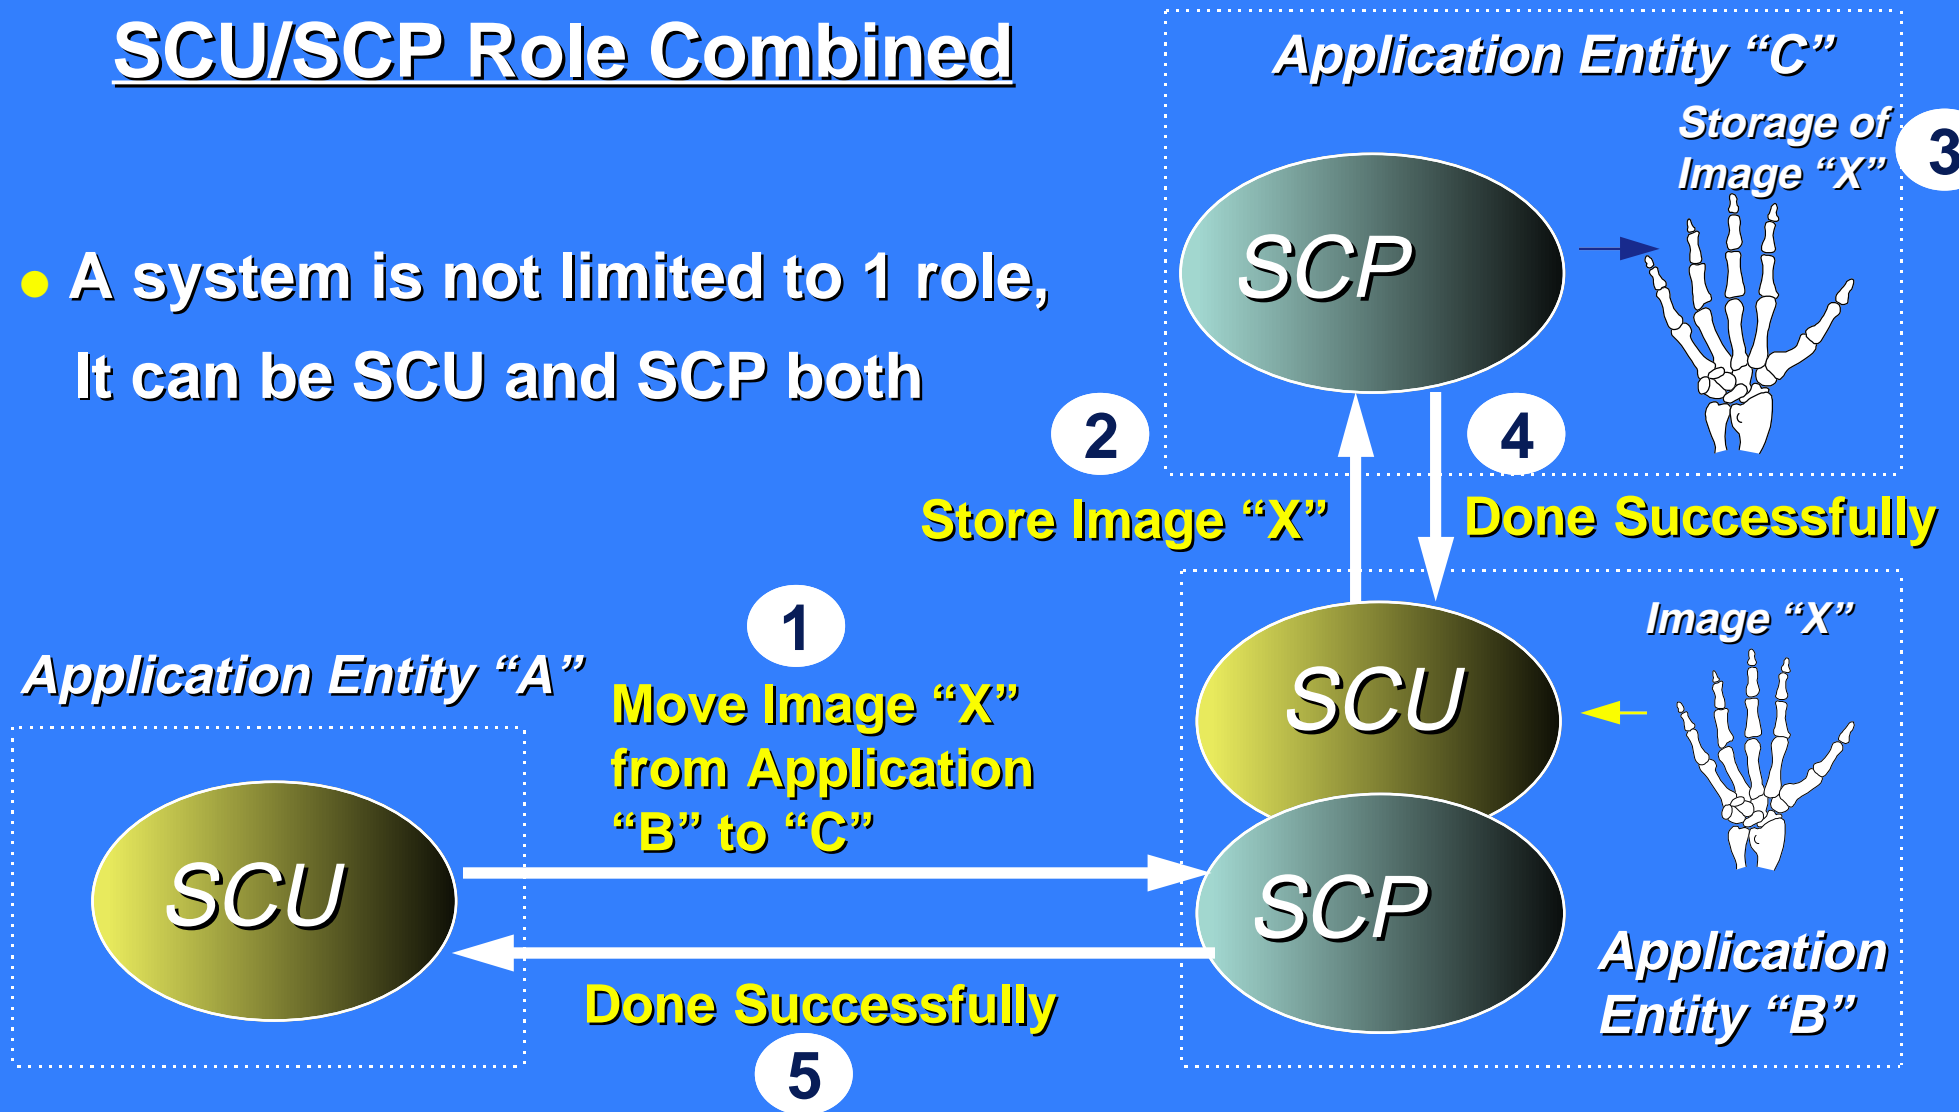 SCU/SCP Role Combined
● A system is not limited to 1 role,
It can be SCU and SCP both
Application Entity “C”
Storage of
Image “X”
3
SCP
2
4
Store Image “X”
Done Successfully
1
Application Entity “A”
Move Image “X”
from Application
“B” to “C”
SCU
Image “X”
SCU
SCP
Application
Entity “B”
Done Successfully
5